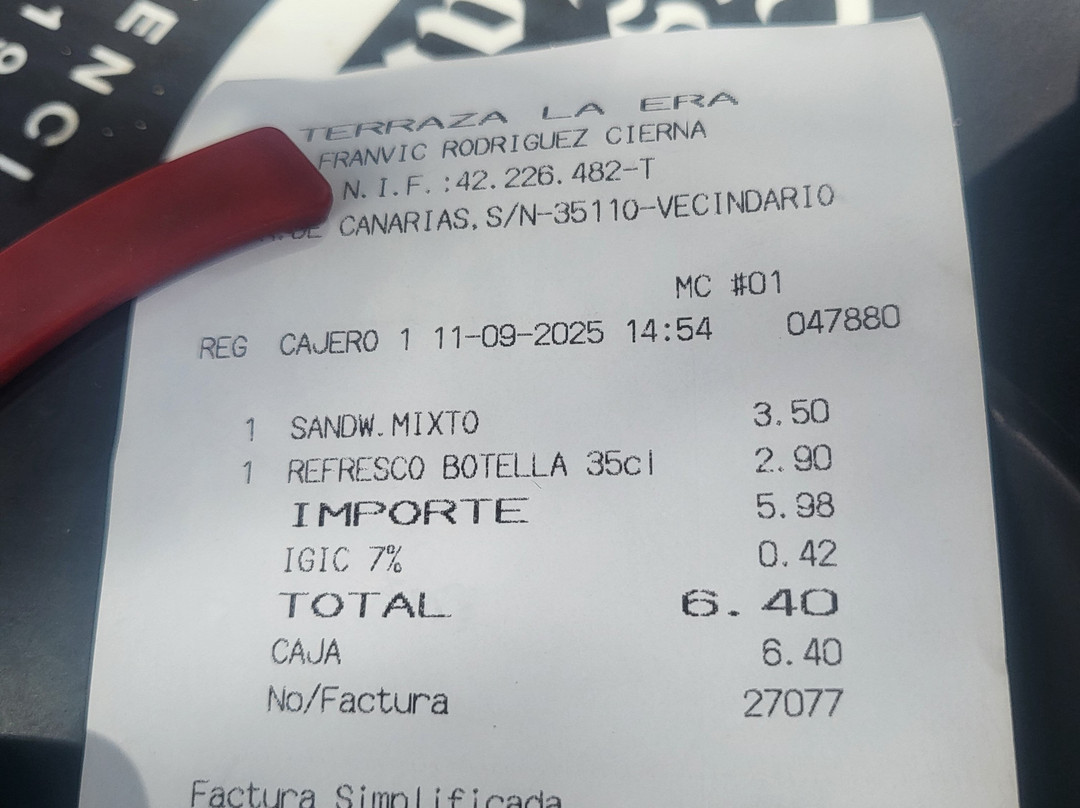 TERRAZA LA ERA
FRANVIC RODRIGUEZ CIERNA
N.I.F.:42.226.482-T
CANARIAS,S/N-35110-VECINDARIO
MC #01
REG CAJERO 1 11-09-2025 14:54 047880
1 SANDW.MIXTO 3.50
1 REFRESCO BOTELLA 35cl 2.90
IMPORTE 5.98
IGIC 7% 0.42
TOTAL 6.40
CAJA 6.40
No/Factura 27077
Factura Simplificada